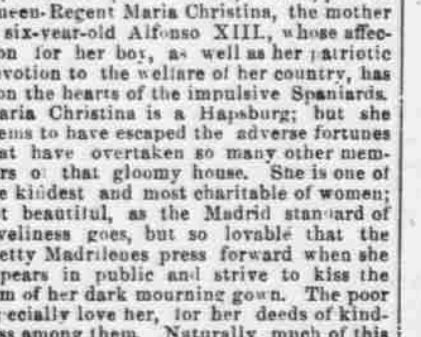 ueen-Regent Maria Christina, the mother
six-year-old Alfonso XIII., whose affec-
on for her boy, as well as her patriotic
votion to the welfare of her country, has
on the hearts of the impulsive Spaniards.
aria Christina is a Hapsburg; but she
ems to have escaped the adverse fortunes
at have overtaken so many other mem-
rs of that gloomy house. She is one of
e kindest and most charitable of women;
t beautiful, as the Madrid standard of
veliness goes, but so lovable that the
etty Madrilenes press forward when she
pears in public and strive to kiss the
m of her dark mourning gown. The poor
ecially love her, for her deeds of kind-
ss among them. Naturally much of this